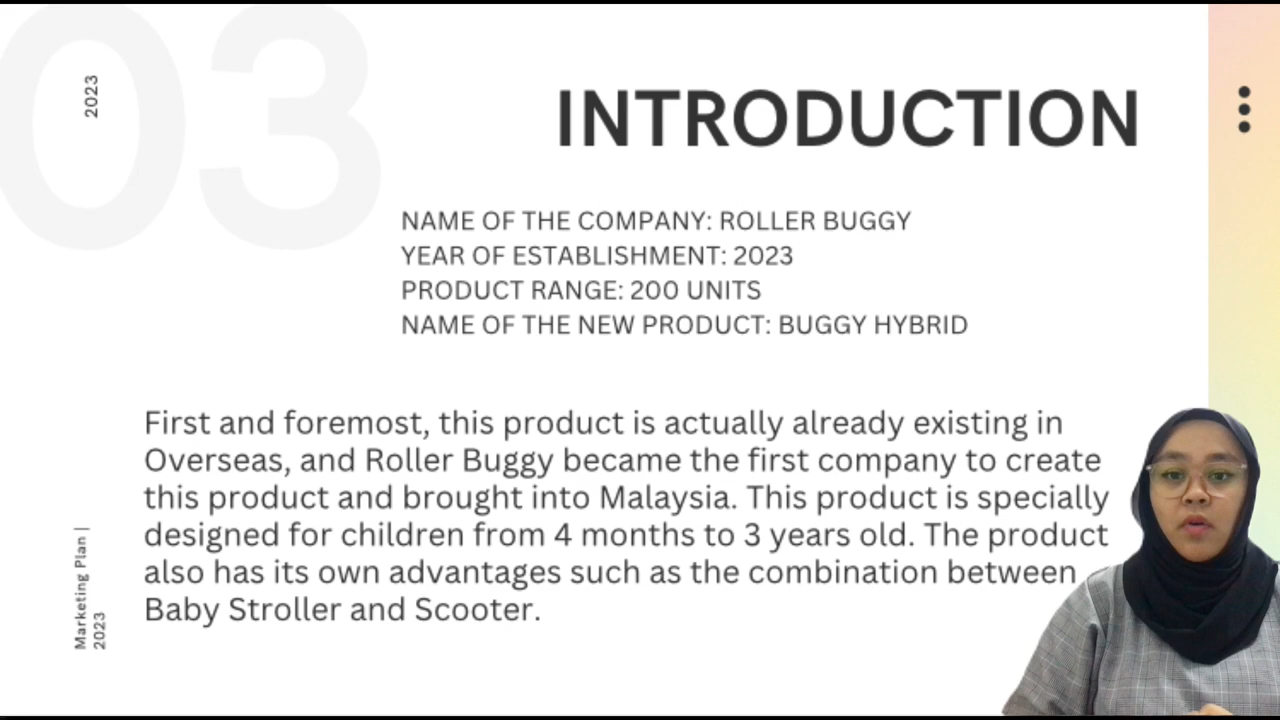 03
2023
INTRODUCTION
NAME OF THE COMPANY: ROLLER BUGGY
YEAR OF ESTABLISHMENT: 2023
PRODUCT RANGE: 200 UNITS
NAME OF THE NEW PRODUCT: BUGGY HYBRID
First and foremost, this product is actually already existing in
Overseas, and Roller Buggy became the first company to create
this product and brought into Malaysia. This product is specially
designed for children from 4 months to 3 years old. The product
also has its own advantages such as the combination between
Baby Stroller and Scooter.
Marketing Plan |
2023